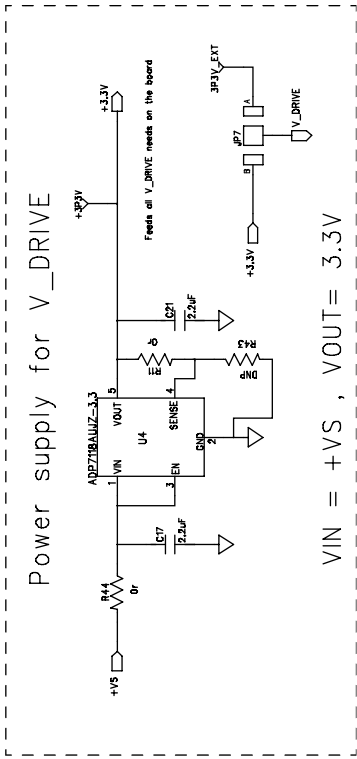 Power supply for V_DRIVE
ADP7118AUJZ-3.3
+VS
R44
0r
C17
2.2uF
1
VIN
3
EN
U4
VOUT
5
SENSE
4
GND
2
R11
0r
R43
DNP
C21
2.2uF
+3P3V
+3.3V
Feeds all V_DRIVE needs on the board
+3.3V
B
JP7
A
3P3V_EXT
V_DRIVE
VIN = +VS , VOUT= 3.3V